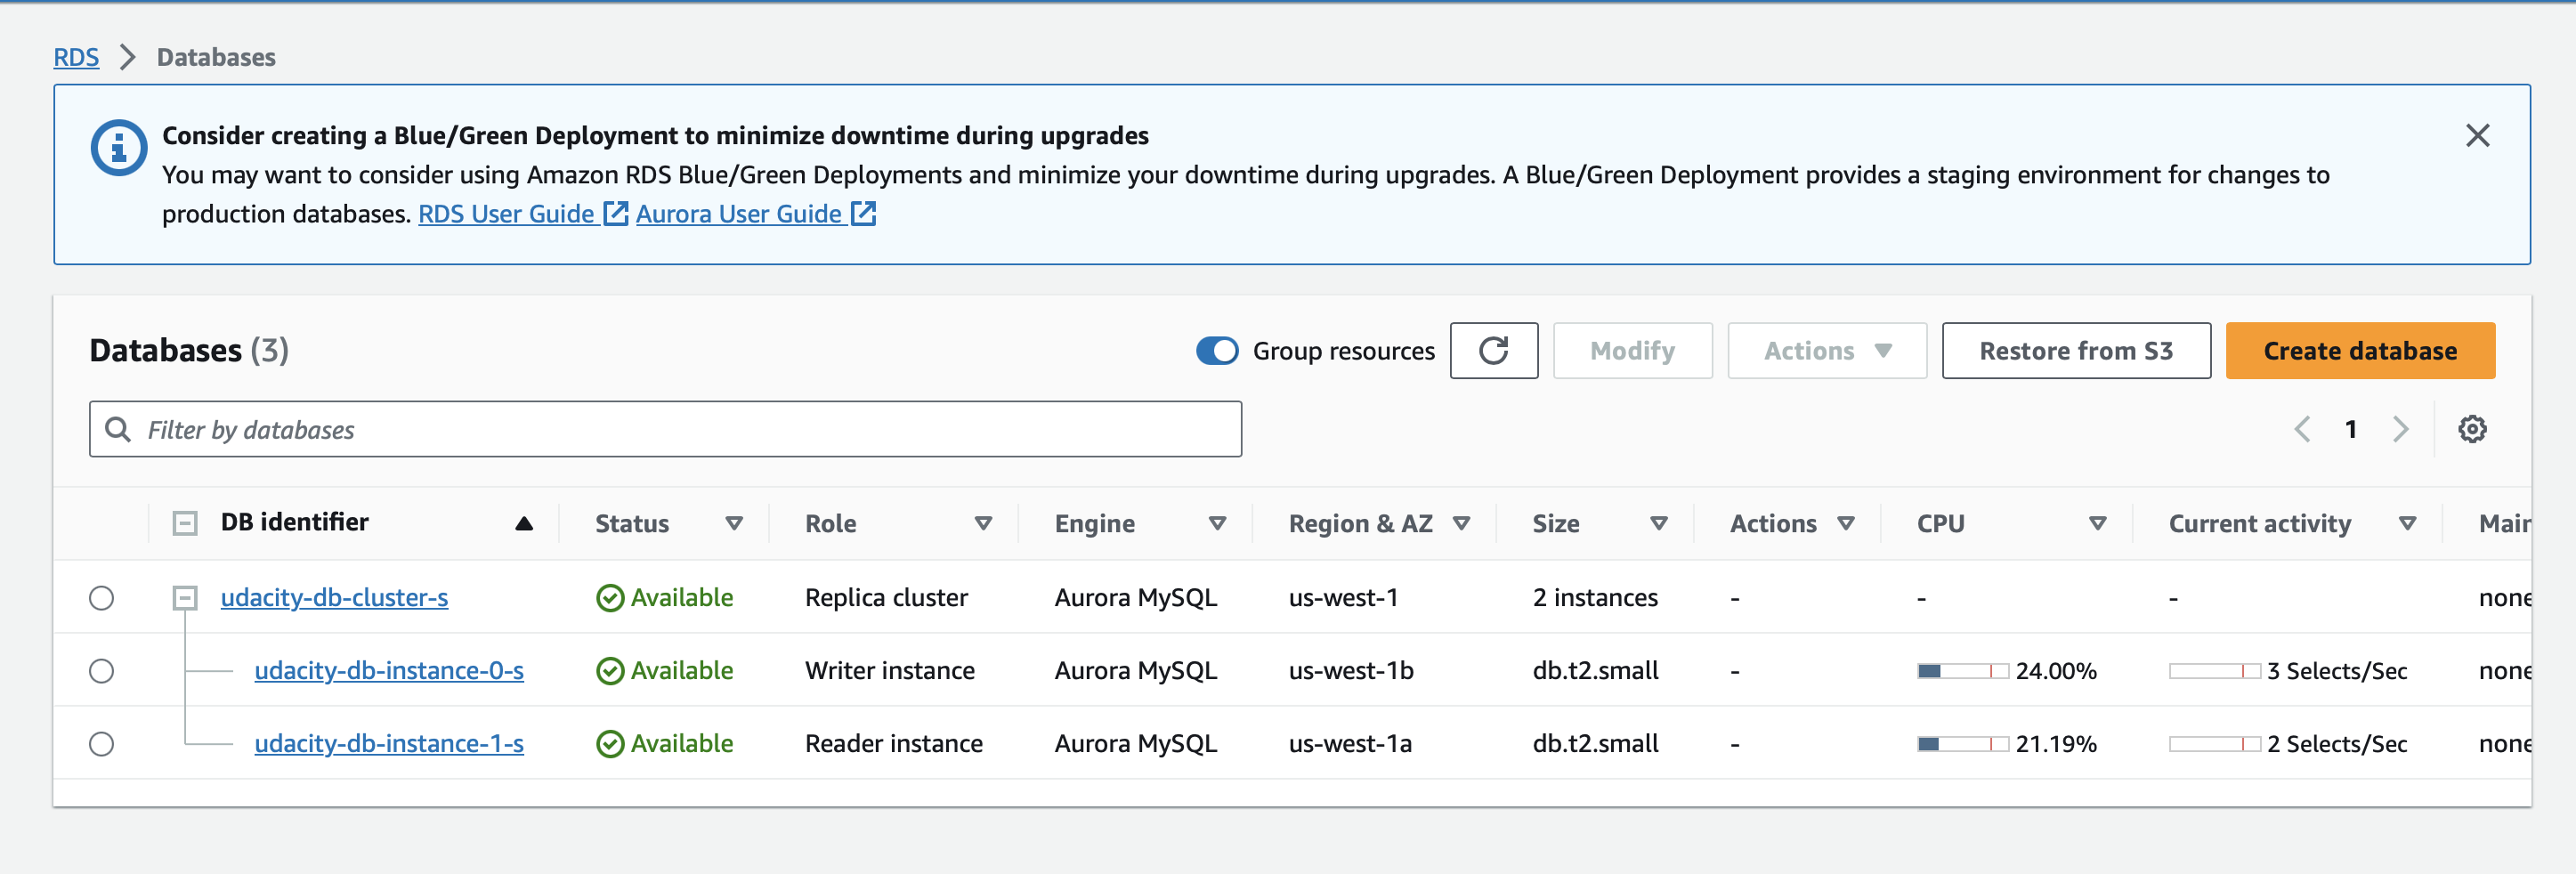 RDS > Databases
Consider creating a Blue/Green Deployment to minimize downtime during upgrades
You may want to consider using Amazon RDS Blue/Green Deployments and minimize your downtime during upgrades. A Blue/Green Deployment provides a staging environment for changes to
production databases. RDS User Guide Aurora User Guide
Databases (3) Group resources Modify Actions Restore from S3 Create database
Filter by databases 1
DB identifier Status Role Engine Region & AZ Size Actions CPU Current activity Main
udacity-db-cluster-s Available Replica cluster Aurora MySQL us-west-1 2 instances - - - none
udacity-db-instance-0-s Available Writer instance Aurora MySQL us-west-1b db.t2.small - 24.00% 3 Selects/Sec none
udacity-db-instance-1-s Available Reader instance Aurora MySQL us-west-1a db.t2.small - 21.19% 2 Selects/Sec none